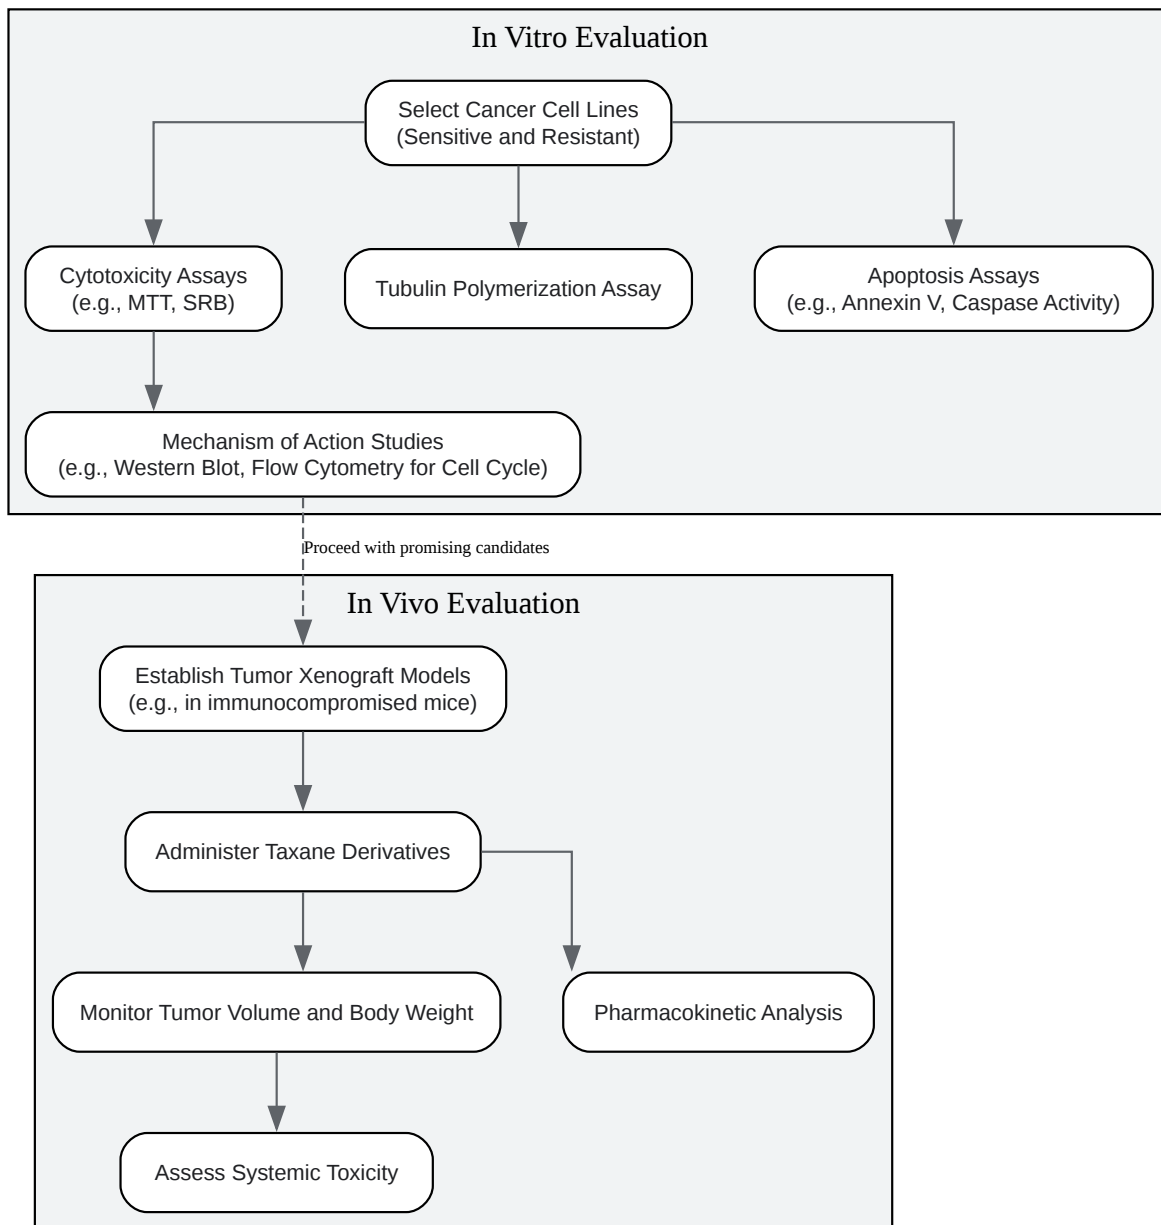 In Vitro Evaluation
Select Cancer Cell Lines
(Sensitive and Resistant)
Cytotoxicity Assays
(e.g., MTT, SRB)
Tubulin Polymerization Assay
Apoptosis Assays
(e.g., Annexin V, Caspase Activity)
Mechanism of Action Studies
(e.g., Western Blot, Flow Cytometry for Cell Cycle)
Proceed with promising candidates
In Vivo Evaluation
Establish Tumor Xenograft Models
(e.g., in immunocompromised mice)
Administer Taxane Derivatives
Monitor Tumor Volume and Body Weight
Pharmacokinetic Analysis
Assess Systemic Toxicity